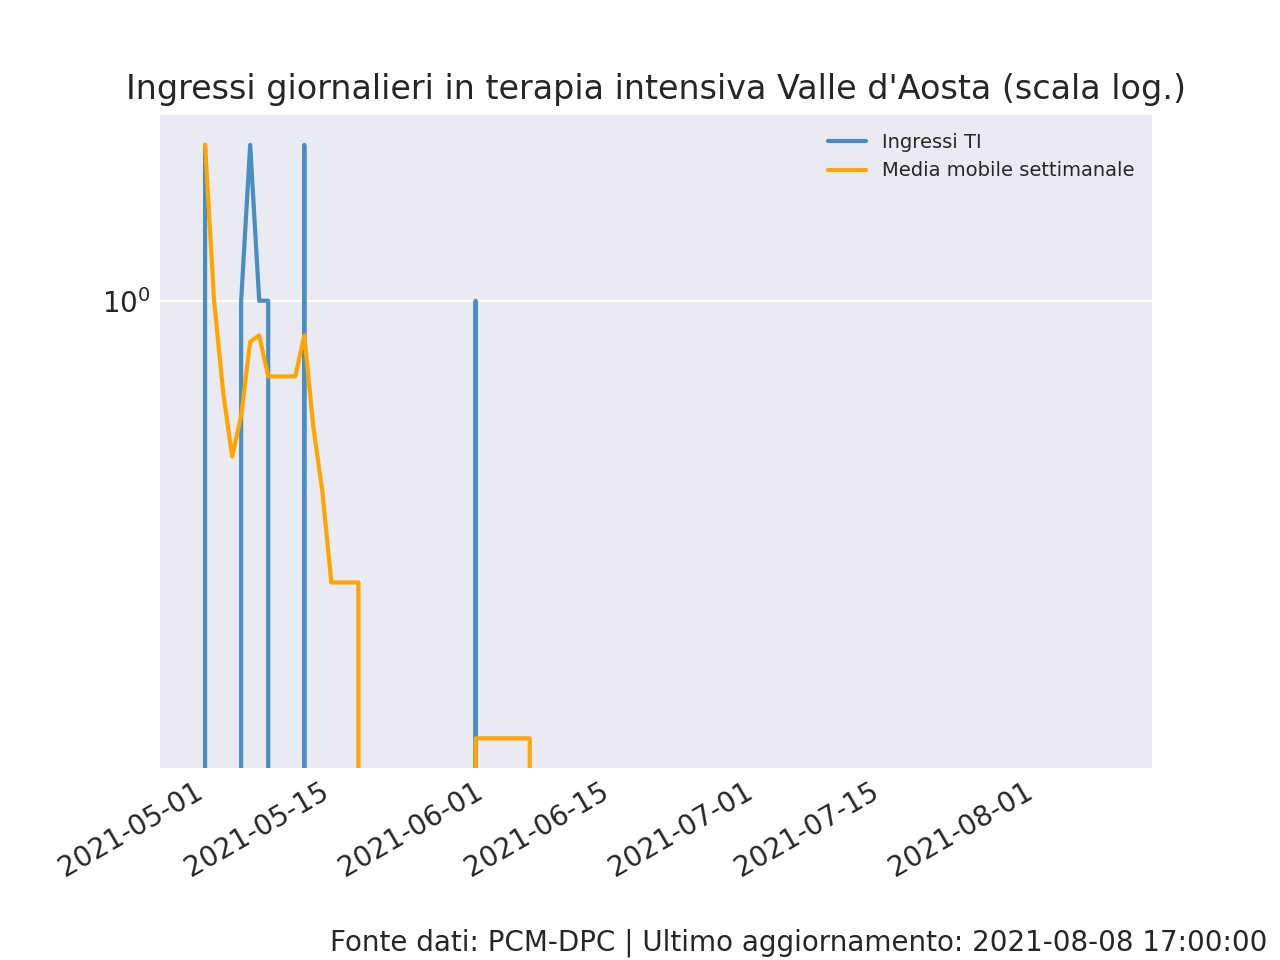 Ingressi giornalieri in terapia intensiva Valle d'Aosta (scala log.)
Ingressi TI
Media mobile settimanale
10⁰
2021-05-01
2021-05-15
2021-06-01
2021-06-15
2021-07-01
2021-07-15
2021-08-01
Fonte dati: PCM-DPC | Ultimo aggiornamento: 2021-08-08 17:00:00